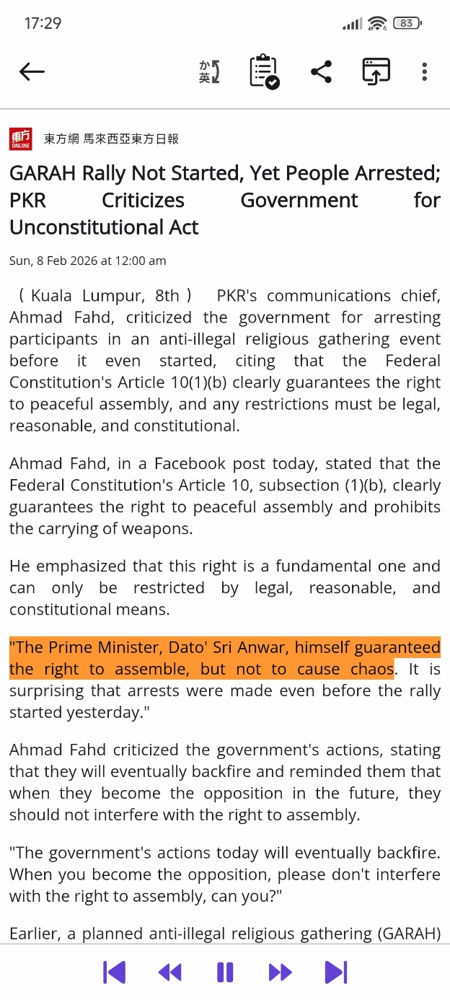 17:29
83
か
英
東方
ONLINE
東方網 馬來西亞東方日報
GARAH Rally Not Started, Yet People Arrested;
PKR Criticizes Government for
Unconstitutional Act
Sun, 8 Feb 2026 at 12:00 am
（Kuala Lumpur, 8th） PKR's communications chief,
Ahmad Fahd, criticized the government for arresting
participants in an anti-illegal religious gathering event
before it even started, citing that the Federal
Constitution's Article 10(1)(b) clearly guarantees the right
to peaceful assembly, and any restrictions must be legal,
reasonable, and constitutional.
Ahmad Fahd, in a Facebook post today, stated that the
Federal Constitution's Article 10, subsection (1)(b), clearly
guarantees the right to peaceful assembly and prohibits
the carrying of weapons.
He emphasized that this right is a fundamental one and
can only be restricted by legal, reasonable, and
constitutional means.
"The Prime Minister, Dato' Sri Anwar, himself guaranteed
the right to assemble, but not to cause chaos. It is
surprising that arrests were made even before the rally
started yesterday."
Ahmad Fahd criticized the government's actions, stating
that they will eventually backfire and reminded them that
when they become the opposition in the future, they
should not interfere with the right to assembly.
"The government's actions today will eventually backfire.
When you become the opposition, please don't interfere
with the right to assembly, can you?"
Earlier, a planned anti-illegal religious gathering (GARAH)